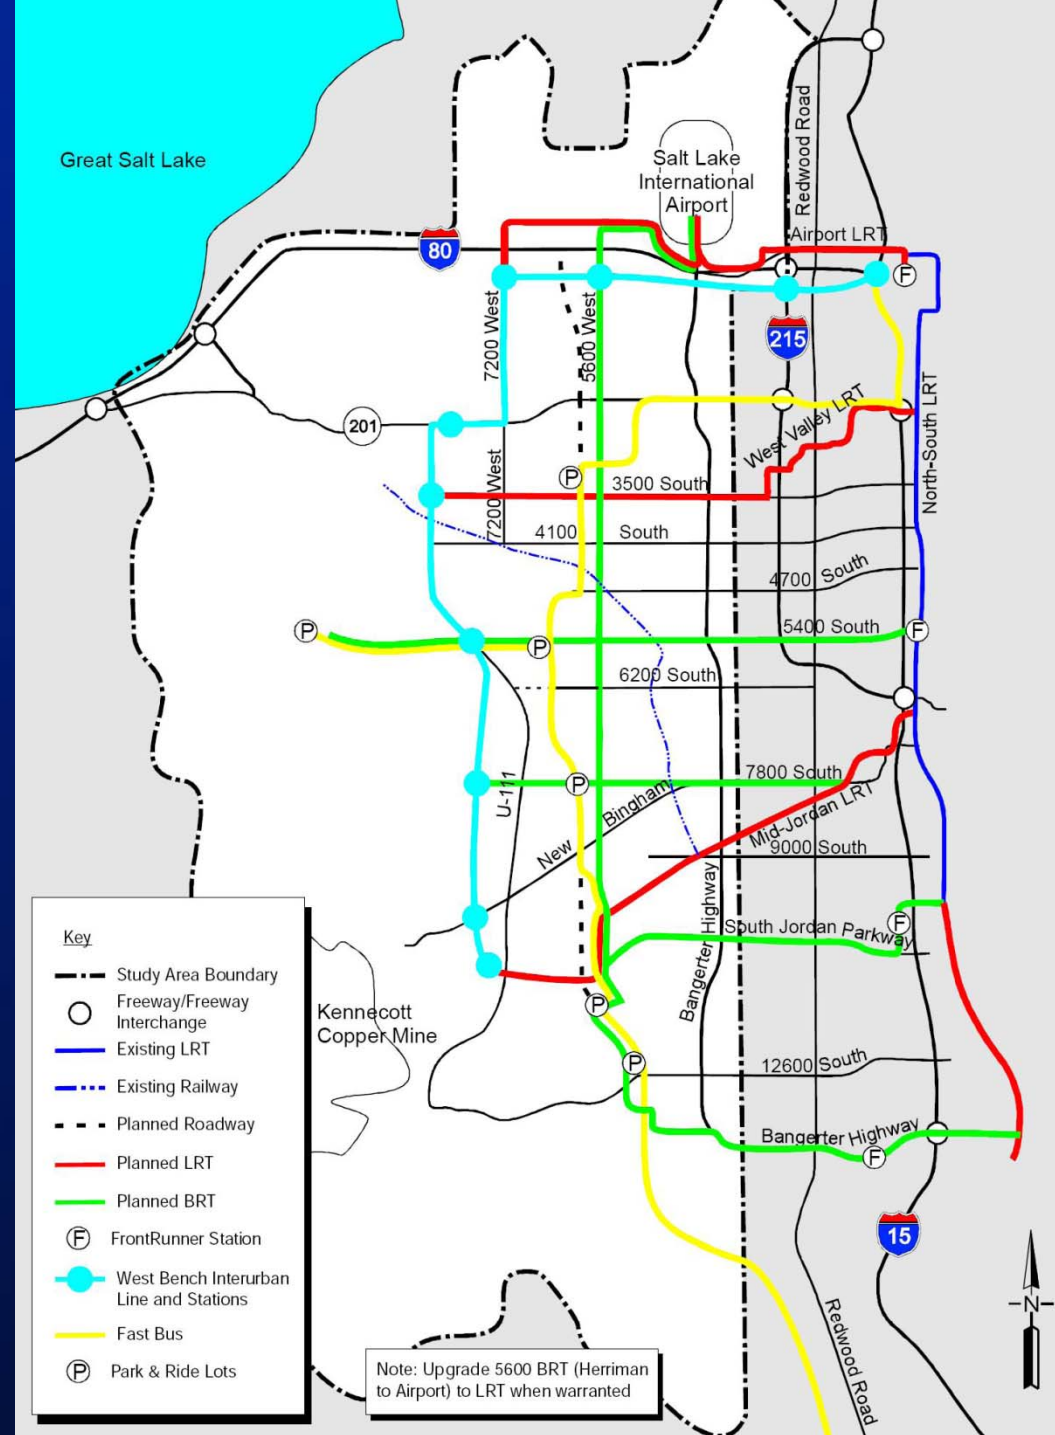 Great Salt Lake
Salt Lake
International
Airport
Redwood Road
Airport LRT
80
F
7200 West
5600 West
215
201
West Valley LRT
North-South LRT
P
3500 South
7200 West
4100 South
4700 South
P
P
5400 South
F
6200 South
U-111
P
7800 South
New Bingham
Mid-Jordan LRT
9000 South
Bangerter Highway
South Jordan Parkway
F
Kennecott
Copper Mine
P
P
12600 South
Bangerter Highway
F
15
Redwood Road
N
Key
Study Area Boundary
Freeway/Freeway
Interchange
Existing LRT
Existing Railway
Planned Roadway
Planned LRT
Planned BRT
F FrontRunner Station
West Bench Interurban
Line and Stations
Fast Bus
P Park & Ride Lots
Note: Upgrade 5600 BRT (Herriman
to Airport) to LRT when warranted